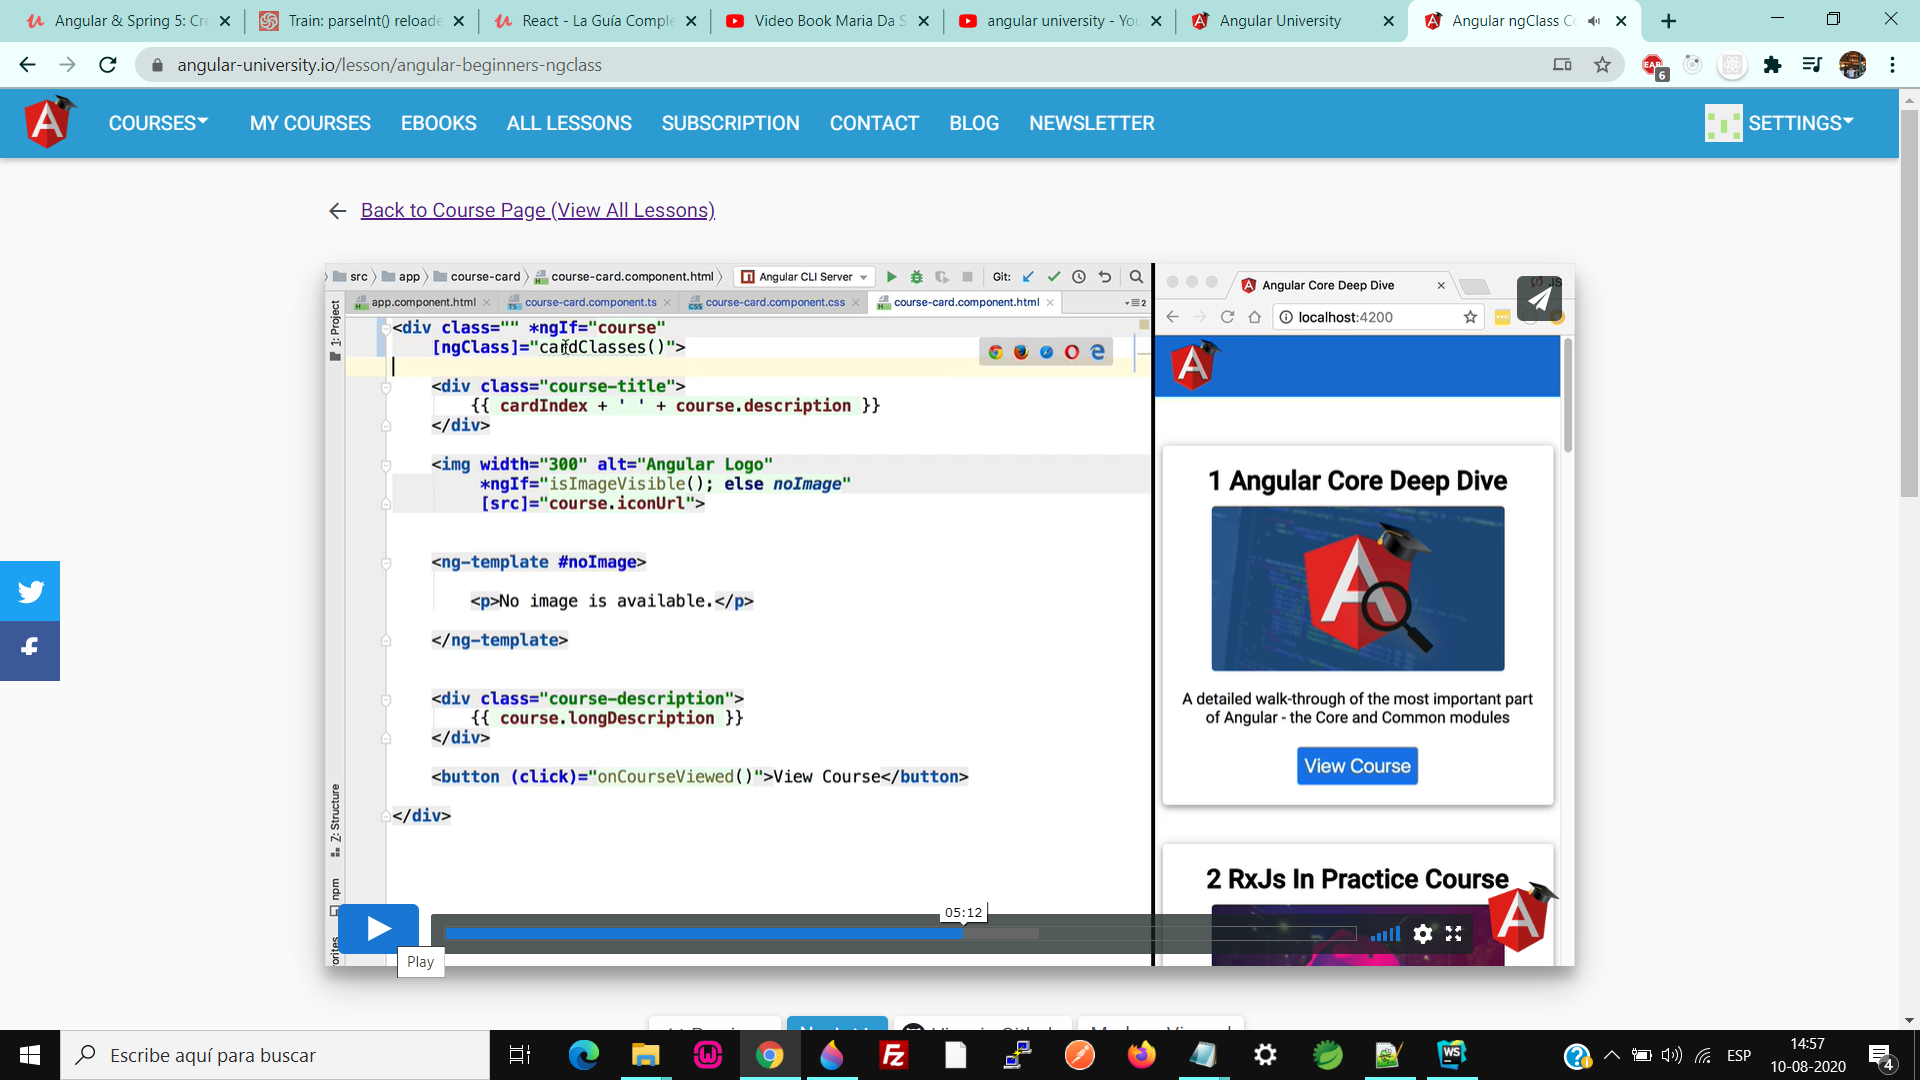 Angular & Spring 5: Cre
Train: parseInt() reloade
React - La Guía Comple
Video Book Maria Da S
angular university - You
Angular University
Angular ngClass Co
angular-university.io/lesson/angular-beginners-ngclass
6
COURSES
MY COURSES
EBOOKS
ALL LESSONS
SUBSCRIPTION
CONTACT
BLOG
NEWSLETTER
SETTINGS
Back to Course Page (View All Lessons)
src
app
course-card
course-card.component.html
Angular CLI Server
Git:
app.component.html
course-card.component.ts
course-card.component.css
course-card.component.html
1: Project
Z: Structure
npm
<div class="" *ngIf="course"
[ngClass]="cardClasses()">
<div class="course-title">
{{ cardIndex + ' ' + course.description }}
</div>
<img width="300" alt="Angular Logo"
*ngIf="isImageVisible(); else noImage"
[src]="course.iconUrl">
<ng-template #noImage>
<p>No image is available.</p>
</ng-template>
<div class="course-description">
{{ course.longDescription }}
</div>
<button (click)="onCourseViewed()">View Course</button>
</div>
Angular Core Deep Dive
localhost:4200
1 Angular Core Deep Dive
A detailed walk-through of the most important part
of Angular - the Core and Common modules
View Course
2 RxJs In Practice Course
05:12
Play
Escribe aquí para buscar
ESP
14:57
10-08-2020
4